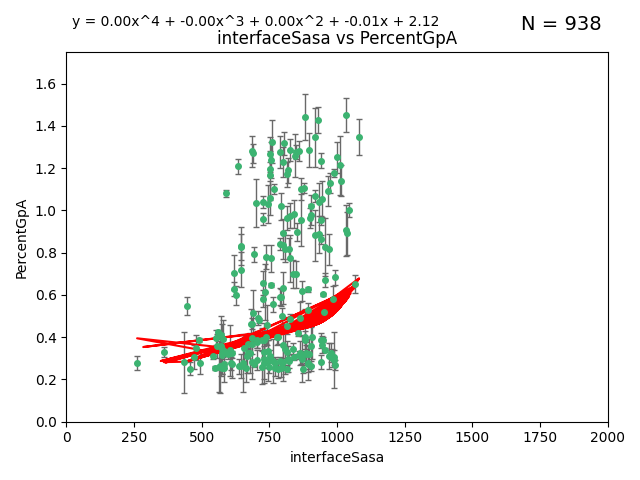 y = 0.00x^4 + -0.00x^3 + 0.00x^2 + -0.01x + 2.12
N = 938
interfaceSasa vs PercentGpA
PercentGpA
1.6
1.4
1.2
1.0
0.8
0.6
0.4
0.2
0.0
0 250 500 750 1000 1250 1500 1750 2000
interfaceSasa